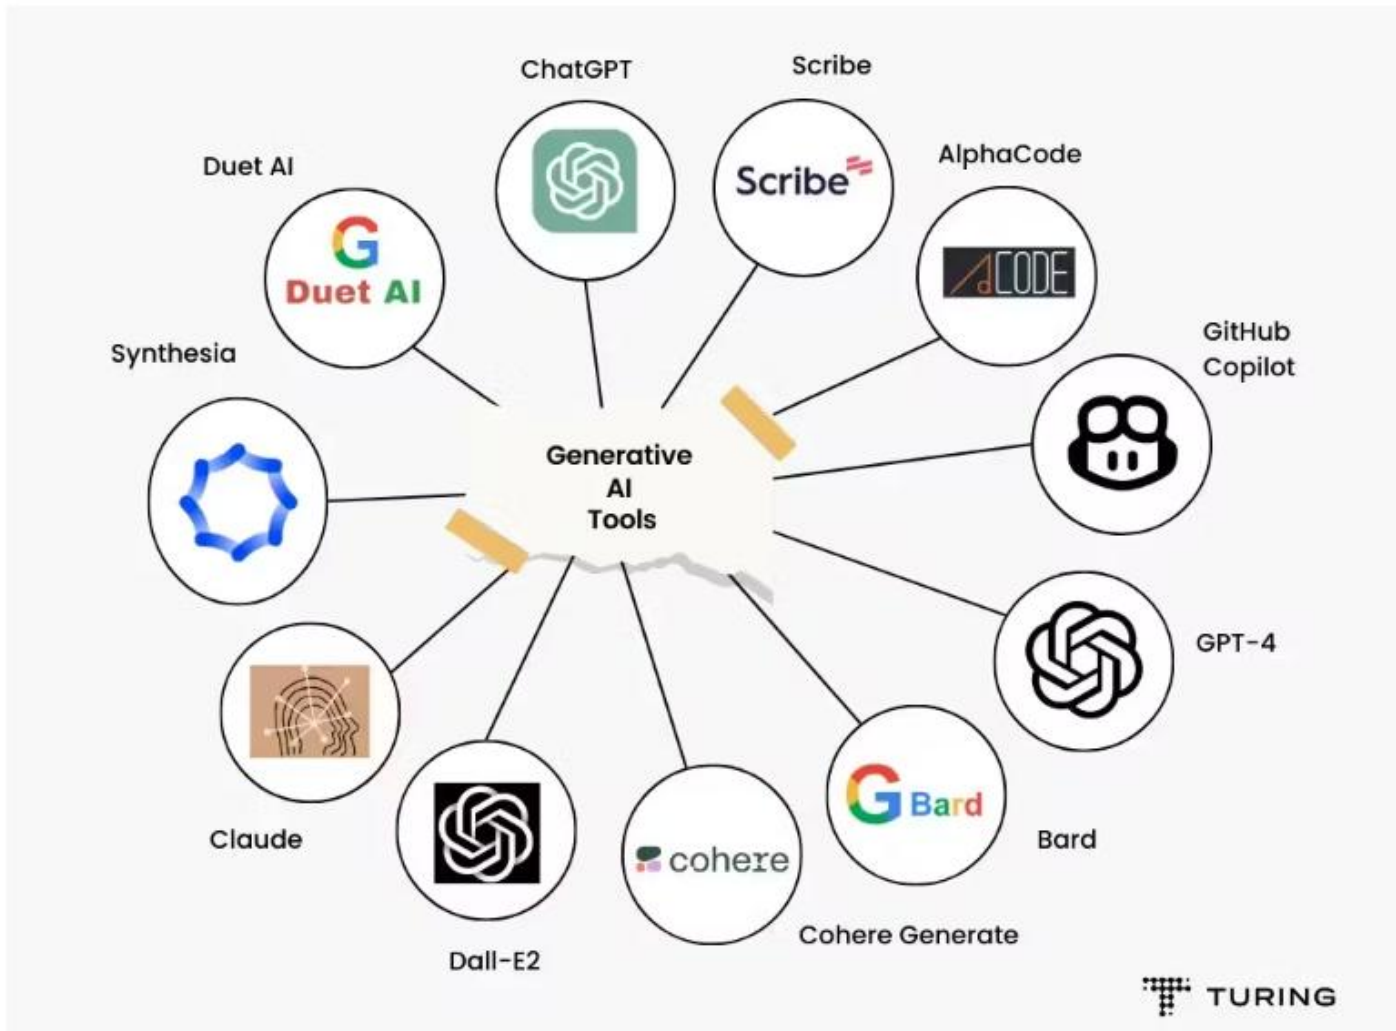 ChatGPT
Scribe
Scribe
AlphaCode
CODE
Duet AI
G
Duet AI
GitHub
Copilot
Synthesia
Generative
AI
Tools
GPT-4
Claude
G Bard
Bard
cohere
Cohere Generate
Dall-E2
TURING